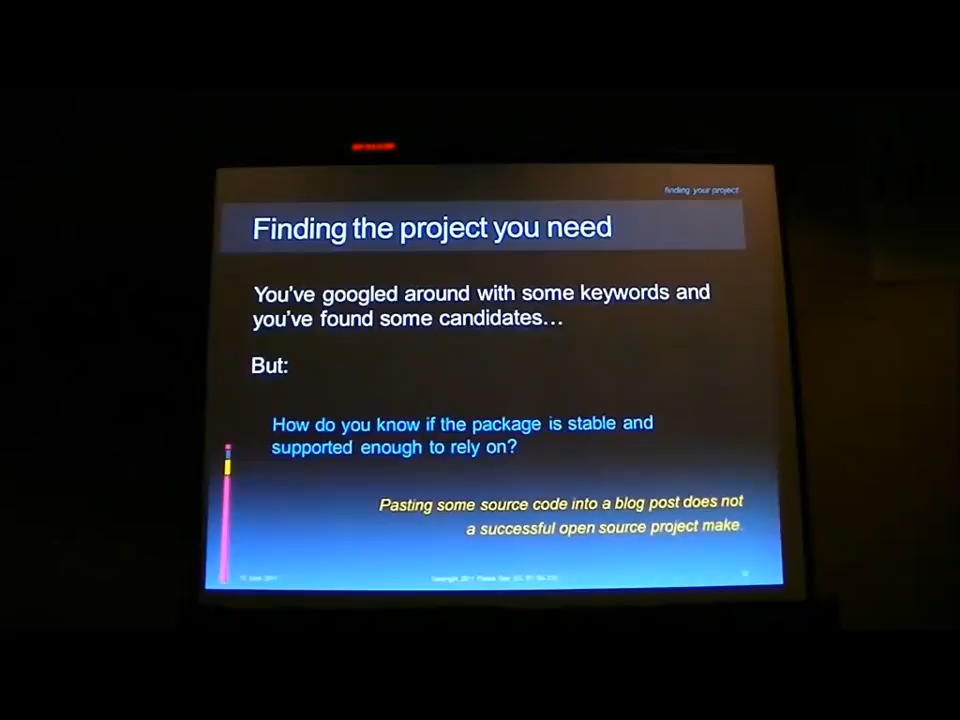 finding your project
Finding the project you need
You've googled around with some keywords and
you've found some candidates…
But:
How do you know if the package is stable and
supported enough to rely on?
Pasting some source code into a blog post does not
a successful open source project make.